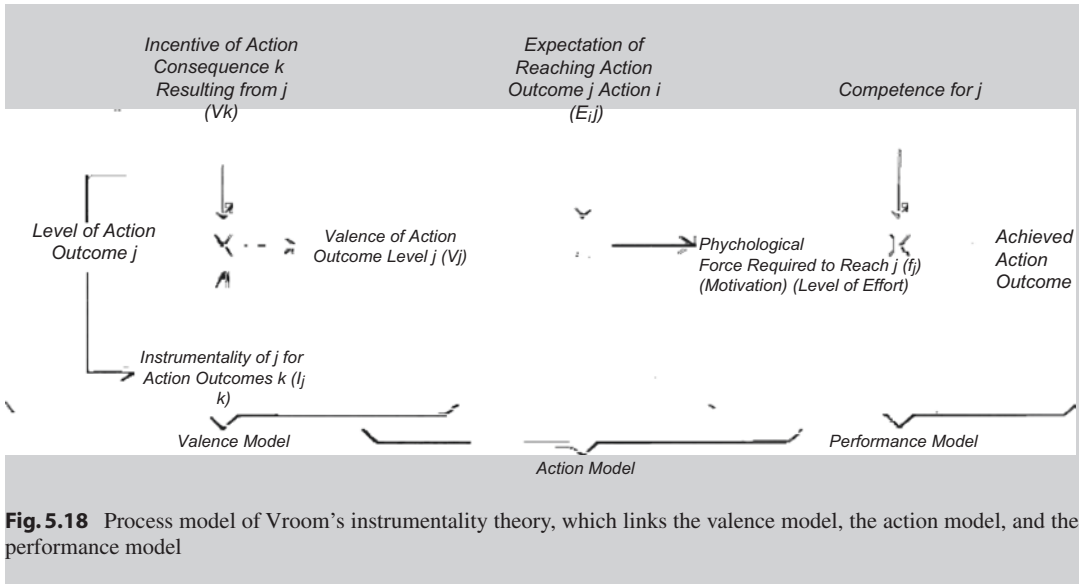 Incentive of Action
Consequence k
Resulting from j
(Vk)
Expectation of
Reaching Action
Outcome j Action i
(Eij)
Competence for j
Level of Action
Outcome j
Valence of Action
Outcome Level j (Vj)
Phychological
Force Required to Reach j (fj)
(Motivation) (Level of Effort)
Achieved
Action
Outcome
Instrumentality of j for
Action Outcomes k (Ij
k)
Valence Model
Action Model
Performance Model
Fig. 5.18 Process model of Vroom's instrumentality theory, which links the valence model, the action model, and the
performance model